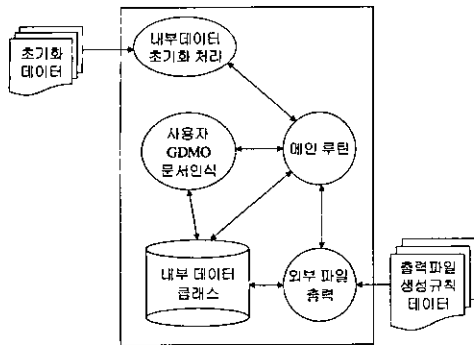 초기화
데이터
내부데이터
초기화 처리
사용자
GDMO
문서인식
메인 루틴
내부 데이터
클래스
외부 파일
출력
출력파일
생성규칙
데이터